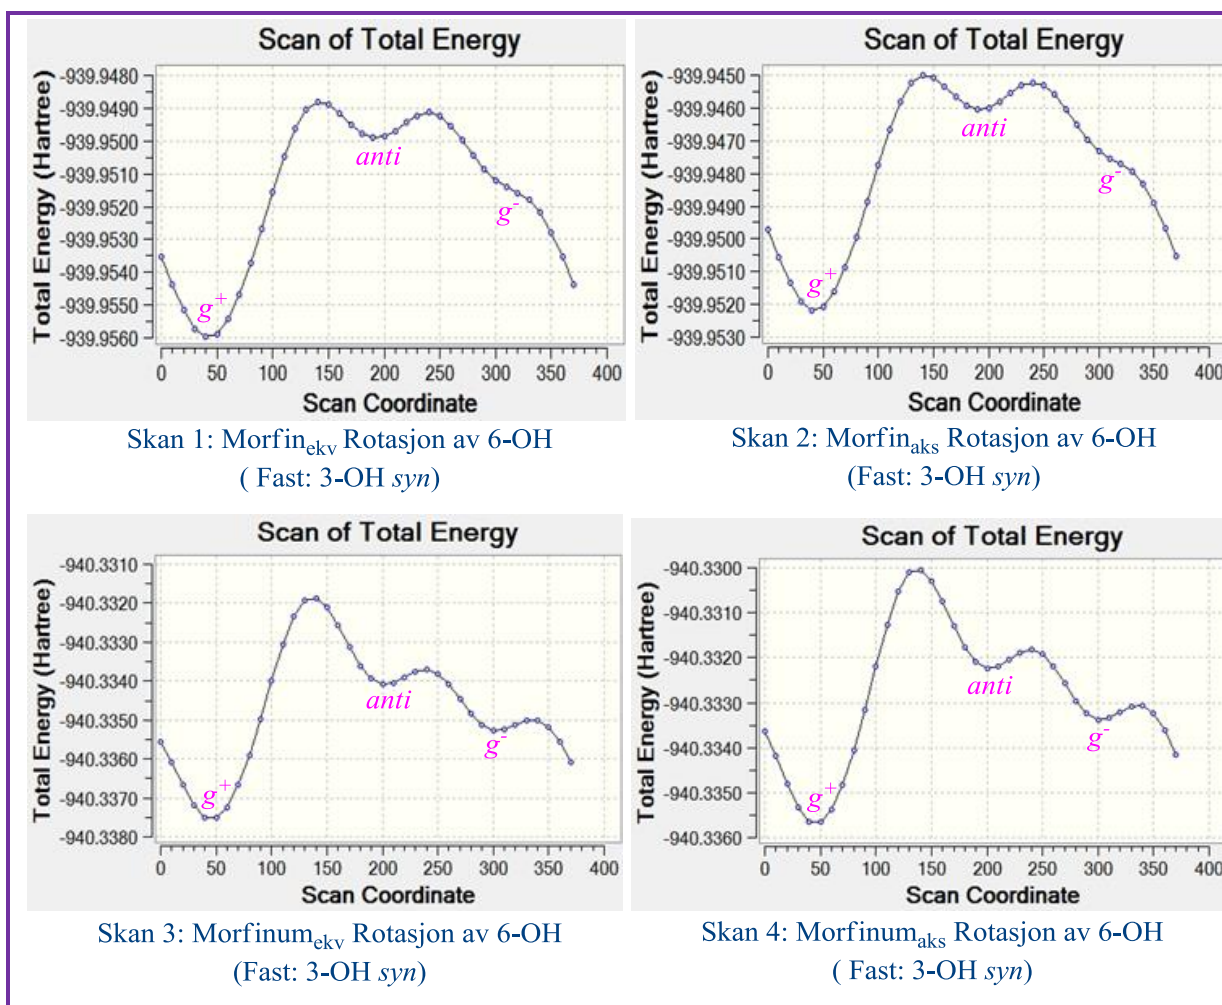 Scan of Total Energy
Total Energy (Hartree)
-939.9480
-939.9490
-939.9500
-939.9510
-939.9520
-939.9530
-939.9540
-939.9550
-939.9560
anti
g-
g+
0 50 100 150 200 250 300 350 400
Scan Coordinate
Skan 1: Morfinekv Rotasjon av 6-OH
( Fast: 3-OH syn)
Scan of Total Energy
Total Energy (Hartree)
-939.9450
-939.9460
-939.9470
-939.9480
-939.9490
-939.9500
-939.9510
-939.9520
-939.9530
anti
g-
g+
0 50 100 150 200 250 300 350 400
Scan Coordinate
Skan 2: Morfinaks Rotasjon av 6-OH
(Fast: 3-OH syn)
Scan of Total Energy
Total Energy (Hartree)
-940.3310
-940.3320
-940.3330
-940.3340
-940.3350
-940.3360
-940.3370
-940.3380
anti
g-
g+
0 50 100 150 200 250 300 350 400
Scan Coordinate
Skan 3: Morfinumekv Rotasjon av 6-OH
(Fast: 3-OH syn)
Scan of Total Energy
Total Energy (Hartree)
-940.3300
-940.3310
-940.3320
-940.3330
-940.3340
-940.3350
-940.3360
anti
g-
g+
0 50 100 150 200 250 300 350 400
Scan Coordinate
Skan 4: Morfinumaks Rotasjon av 6-OH
( Fast: 3-OH syn)